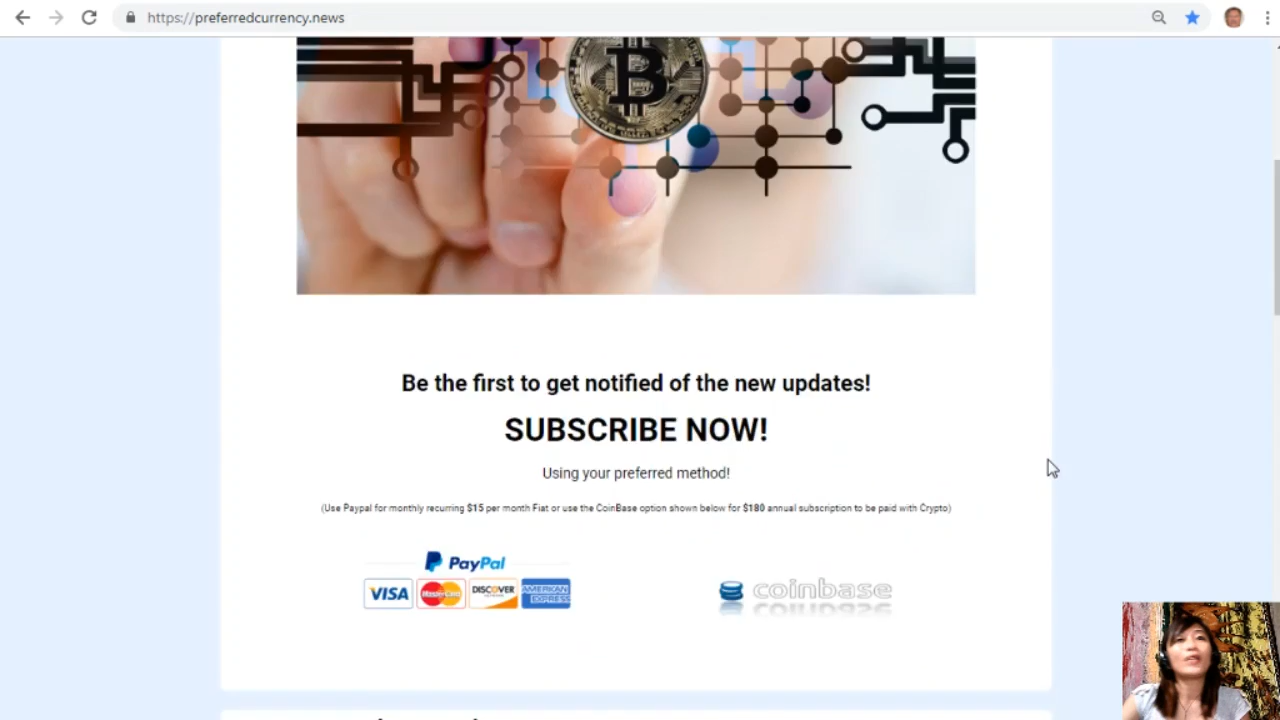 https://preferredcurrency.news
B
Be the first to get notified of the new updates!
SUBSCRIBE NOW!
Using your preferred method!
(Use Paypal for monthly recurring $15 per month Fiat or use the CoinBase option shown below for $180 annual subscription to be paid with Crypto)
PayPal
VISA MasterCard DISCOVER AMERICAN EXPRESS
coinbase